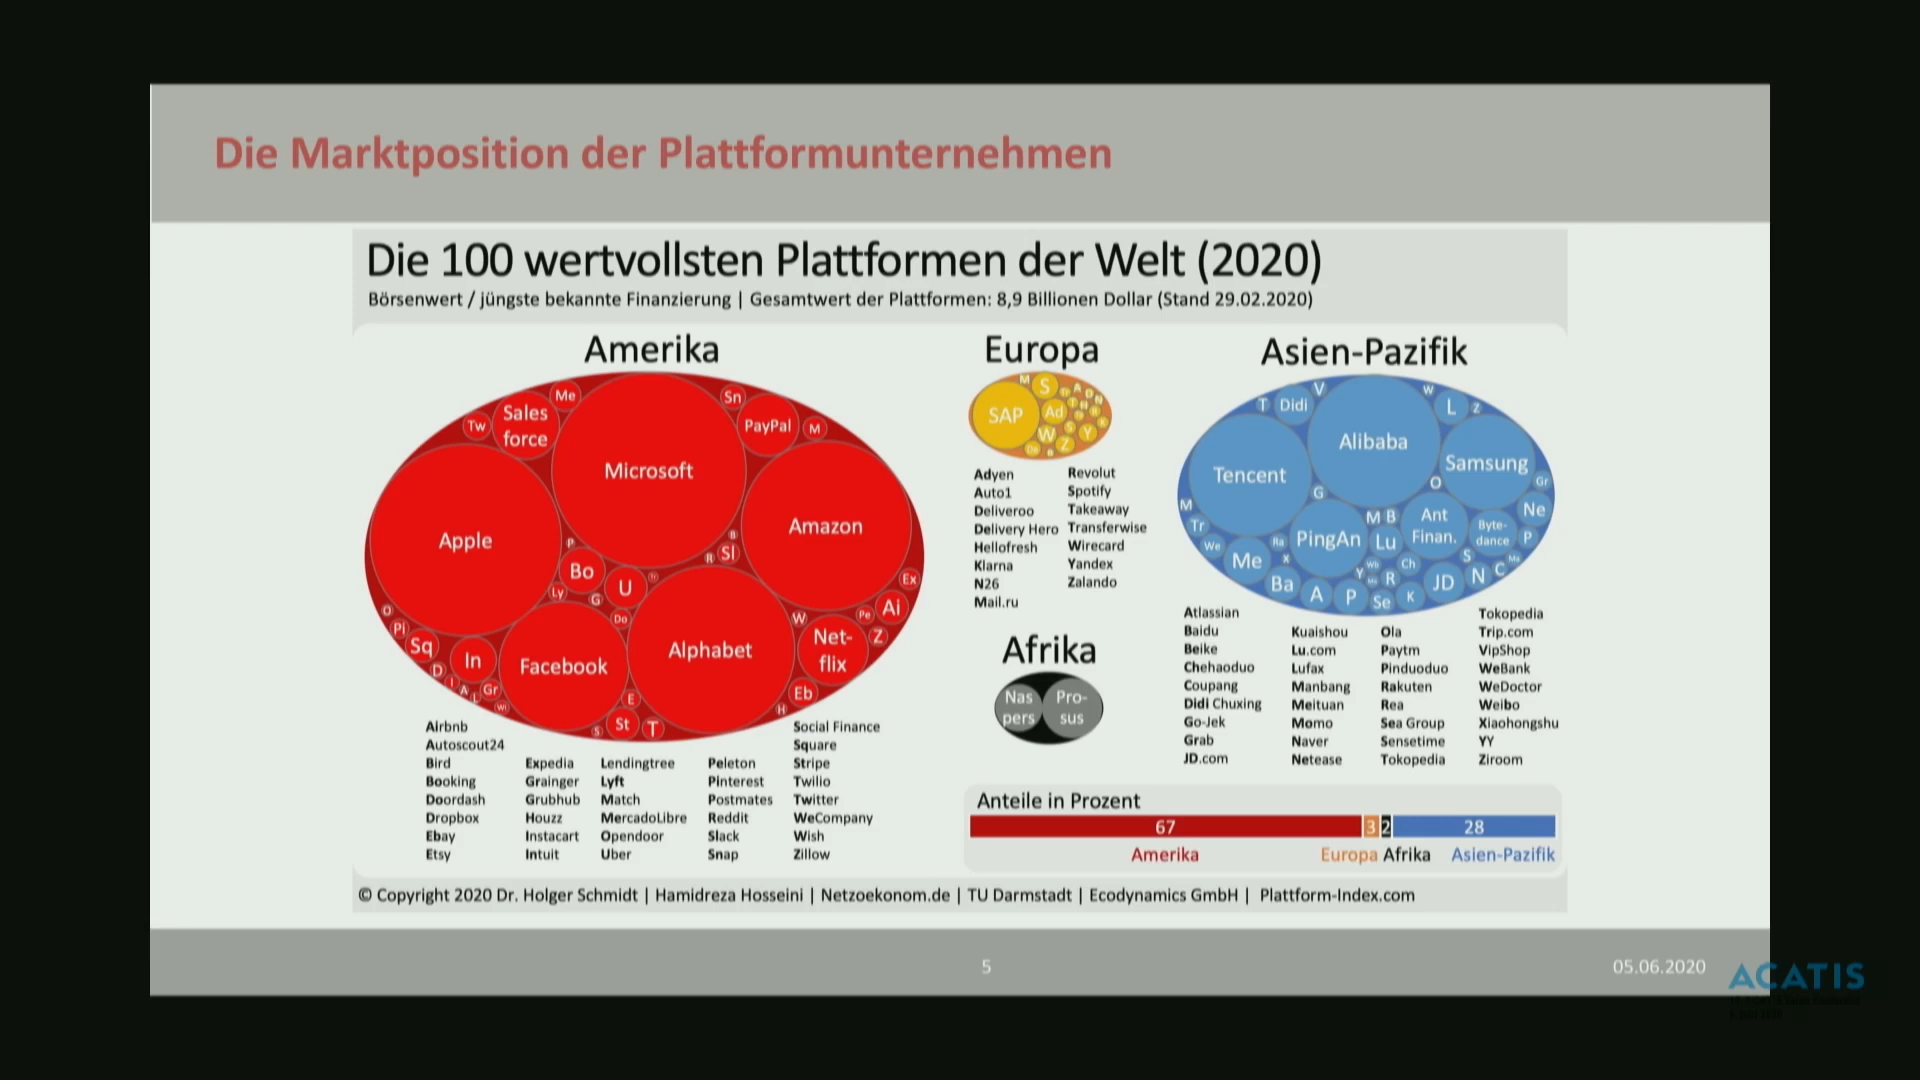 Die Marktposition der Plattformunternehmen
Die 100 wertvollsten Plattformen der Welt (2020)
Börsenwert / jüngste bekannte Finanzierung | Gesamtwert der Plattformen: 8,9 Billionen Dollar (Stand 29.02.2020)
Amerika
Me
Sn
Tw
Sales
force
PayPal
M
Microsoft
Apple
Amazon
Sl
Bo
U
G
Ly
Do
Ex
Ai
Pe
W
Z
Pi
Sq
In
Gr
Facebook
Alphabet
Net-
flix
Eb
E
St
T
H
Airbnb
Autoscout24
Bird
Booking
Doordash
Dropbox
Ebay
Etsy
Expedia
Grainger
Grubhub
Houzz
Instacart
Intuit
Lendingtree
Lyft
Match
MercadoLibre
Opendoor
Uber
Peleton
Pinterest
Postmates
Reddit
Slack
Snap
Social Finance
Square
Stripe
Twilio
Twitter
WeCompany
Wish
Zillow
Europa
M
S
SAP
Ad
W
Y
Z
Adyen
Auto1
Deliveroo
Delivery Hero
Hellofresh
Klarna
N26
Mail.ru
Revolut
Spotify
Takeaway
Transferwise
Wirecard
Yandex
Zalando
Afrika
Nas
pers
Pro-
sus
Asien-Pazifik
V
W
T
Didi
L
Z
Alibaba
Tencent
Samsung
G
O
Gr
M
Tr
We
Me
Ra
X
PingAn
M
B
Lu
Ant
Finan.
Byte-
dance
Ne
P
S
Ch
Y
R
Ba
A
P
Se
K
JD
N
C
Atlassian
Baidu
Beike
Chehaoduo
Coupang
Didi Chuxing
Go-Jek
Grab
JD.com
Kuaishou
Lu.com
Lufax
Manbang
Meituan
Momo
Naver
Netease
Ola
Paytm
Pinduoduo
Rakuten
Rea
Sea Group
Sensetime
Tokopedia
Tokopedia
Trip.com
VipShop
WeBank
WeDoctor
Weibo
Xiaohongshu
YY
Ziroom
Anteile in Prozent
67 3 2 28
Amerika Europa Afrika Asien-Pazifik
© Copyright 2020 Dr. Holger Schmidt | Hamidreza Hosseini | Netzoekonom.de | TU Darmstadt | Ecodynamics GmbH | Plattform-Index.com
5
05.06.2020
ACATIS